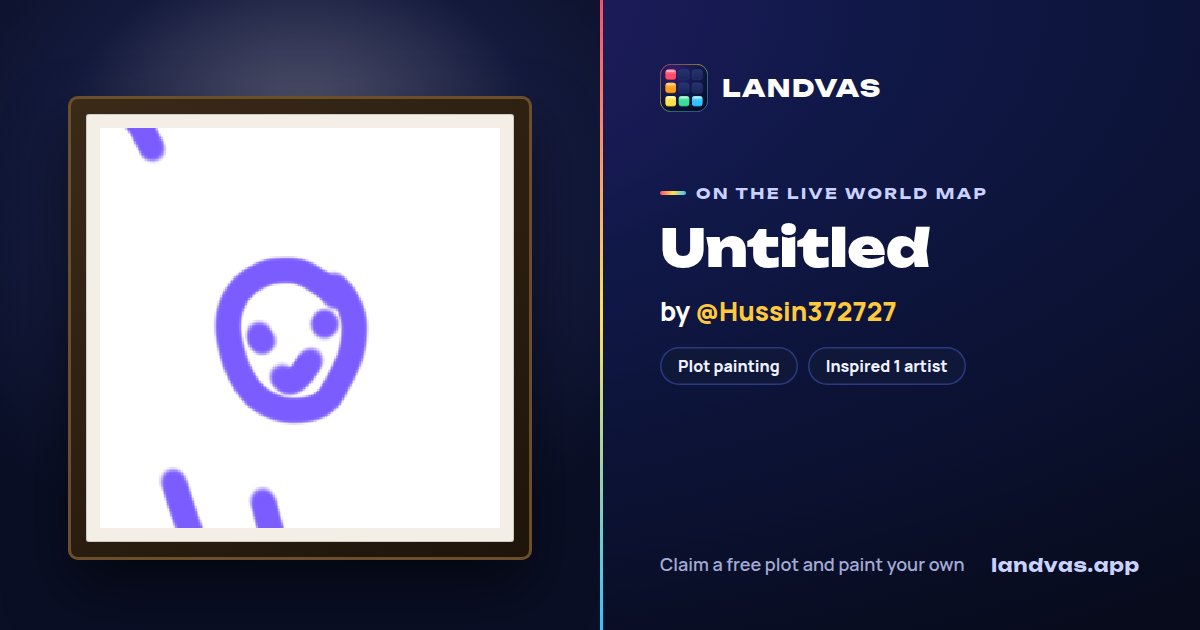 LANDVAS
ON THE LIVE WORLD MAP
Untitled
by @Hussin372727
Plot painting
Inspired 1 artist
Claim a free plot and paint your own
landvas.app